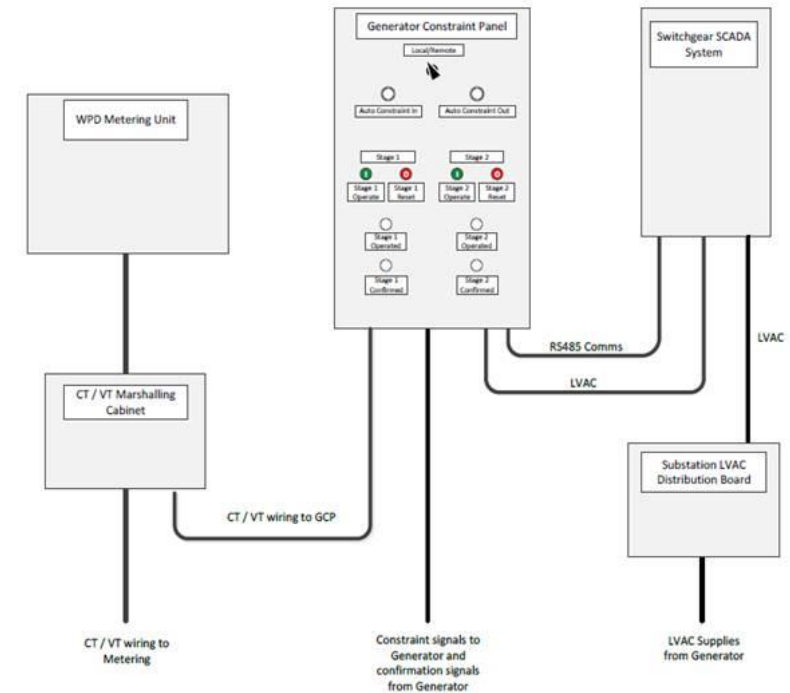 Generator Constraint Panel
Local/Remote
Auto Constraint In
Auto Constraint Out
Stage 1
Stage 2
I
O
I
O
Stage 1
Operate
Stage 1
Reset
Stage 2
Operate
Stage 2
Reset
Stage 1
Operated
Stage 2
Operated
Stage 1
Confirmed
Stage 2
Confirmed
Switchgear SCADA
System
WPD Metering Unit
RS485 Comms
LVAC
LVAC
CT / VT Marshalling
Cabinet
Substation LVAC
Distribution Board
CT / VT wiring to GCP
CT / VT wiring to
Metering
Constraint signals to
Generator and
confirmation signals
from Generator
LVAC Supplies
from Generator